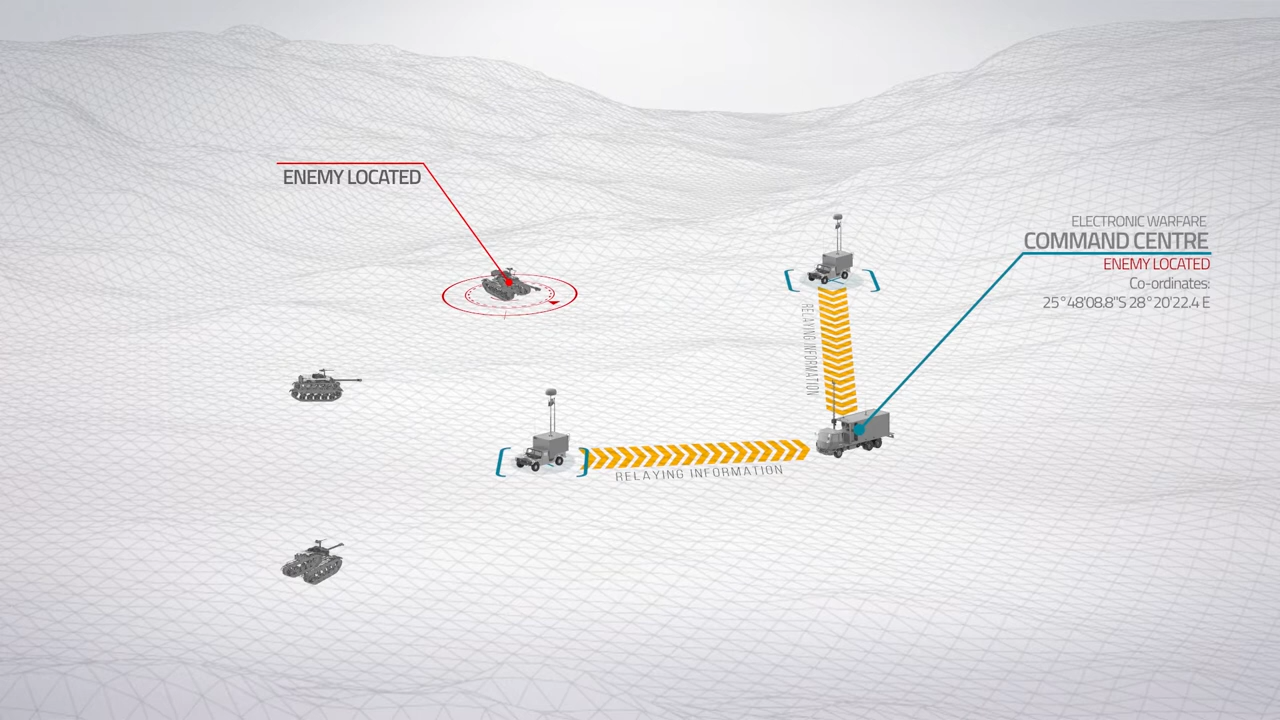 ENEMY LOCATED
ELECTRONIC WARFARE
COMMAND CENTRE
ENEMY LOCATED
Co-ordinates:
25°48'08.8"S 28°20'22.4 E
RELAYING INFORMATION
RELAYING INFORMATION